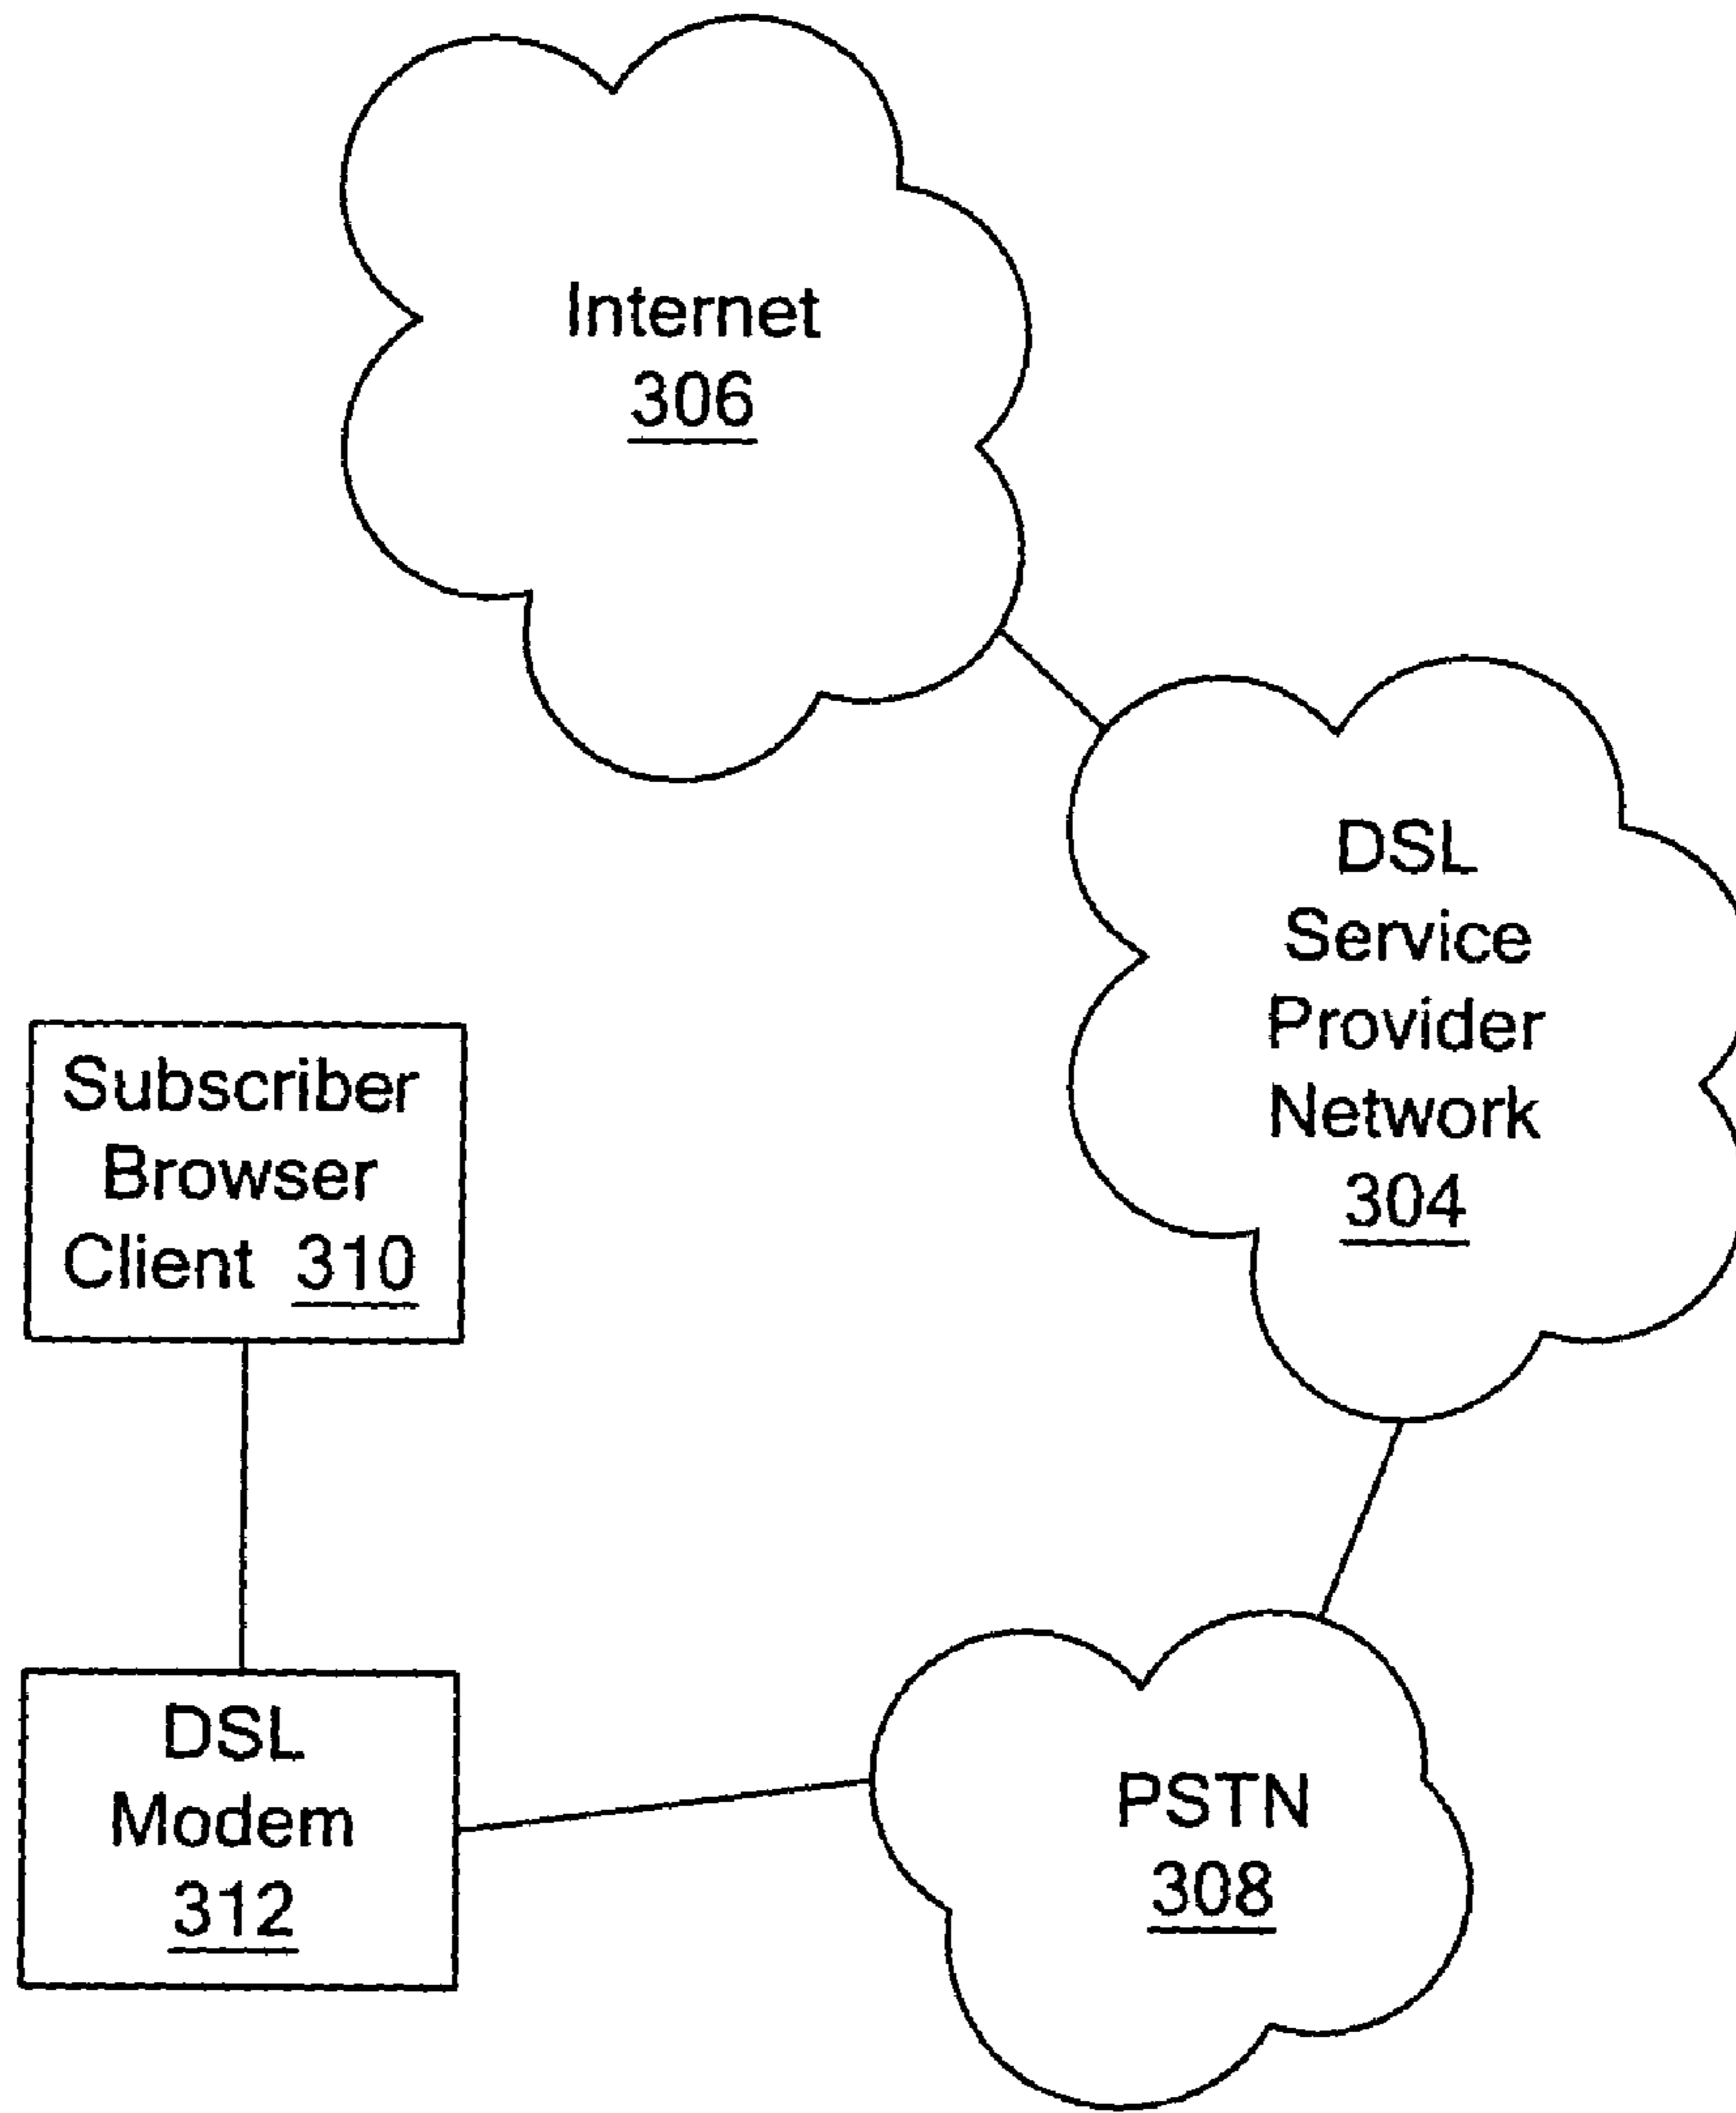 Internet
306
DSL
Service
Provider
Network
304
Subscriber
Browser
Client 310
DSL
Modem
312
PSTN
308